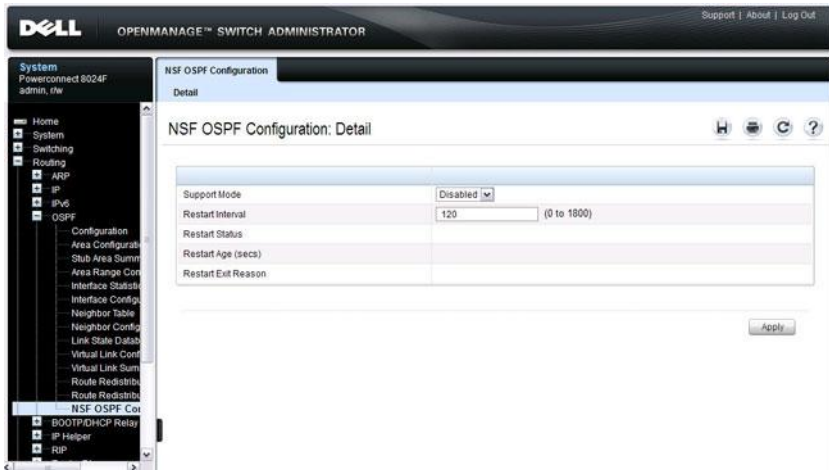 DELL
OPENMANAGE™ SWITCH ADMINISTRATOR
Support | About | Log Out
System
Powerconnect 8024F
admin, r/w
Home
System
Switching
Routing
ARP
IP
IPv6
OSPF
Configuration
Area Configurati
Stub Area Summ
Area Range Con
Interface Statisti
Interface Configu
Neighbor Table
Neighbor Config
Link State Datab
Virtual Link Conf
Virtual Link Sum
Route Redistribu
Route Redistribu
NSF OSPF Co
BOOTP/DHCP Relay
IP Helper
RIP
NSF OSPF Configuration
Detail
NSF OSPF Configuration: Detail
Support Mode Disabled
Restart Interval 120 (0 to 1800)
Restart Status
Restart Age (secs)
Restart Exit Reason
Apply